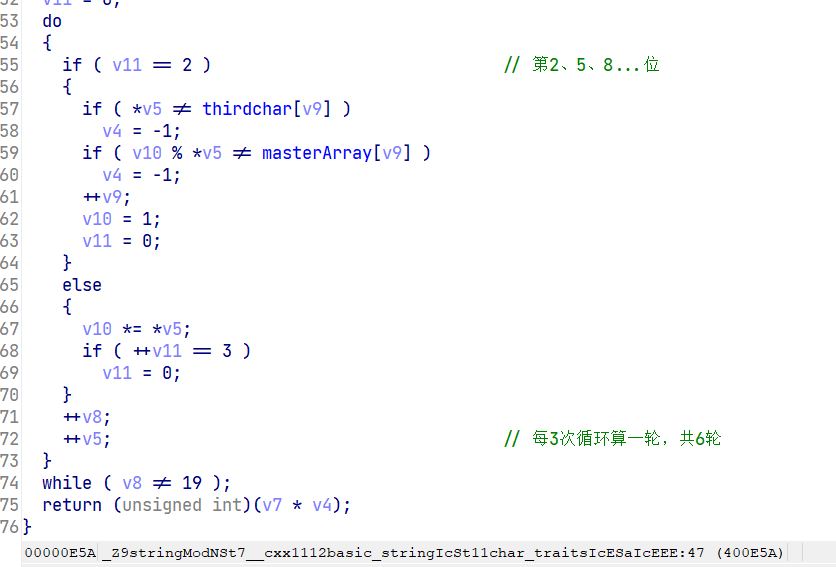 52 v11 = 0;
53 do
54 {
55 if ( v11 == 2 ) // 第2、5、8...位
56 {
57 if ( *v5 != thirdchar[v9] )
58 v4 = -1;
59 if ( v10 % *v5 != masterArray[v9] )
60 v4 = -1;
61 ++v9;
62 v10 = 1;
63 v11 = 0;
64 }
65 else
66 {
67 v10 *= *v5;
68 if ( ++v11 == 3 )
69 v11 = 0;
70 }
71 ++v8;
72 ++v5; // 每3次循环算一轮，共6轮
73 }
74 while ( v8 != 19 );
75 return (unsigned int)(v7 * v4);
76 }
00000E5A _Z9stringModNSt7__cxx1112basic_stringIcSt11char_traitsIcESaIcEEE:47 (400E5A)